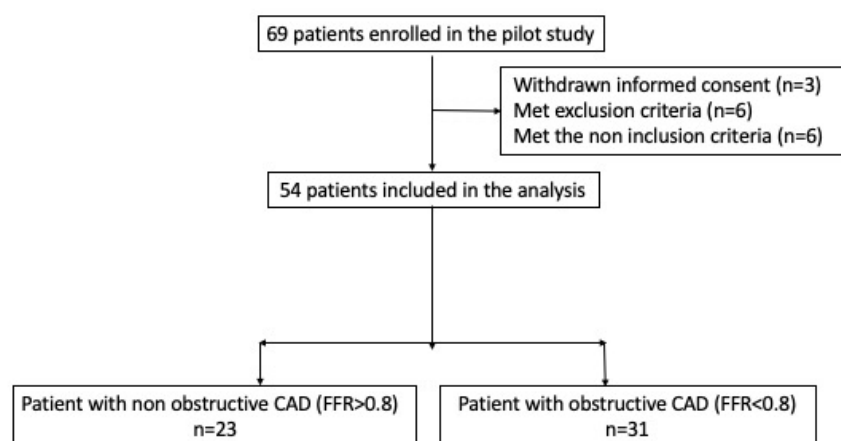 69 patients enrolled in the pilot study
Withdrawn informed consent (n=3)
Met exclusion criteria (n=6)
Met the non inclusion criteria (n=6)
54 patients included in the analysis
Patient with non obstructive CAD (FFR>0.8)
n=23
Patient with obstructive CAD (FFR<0.8)
n=31